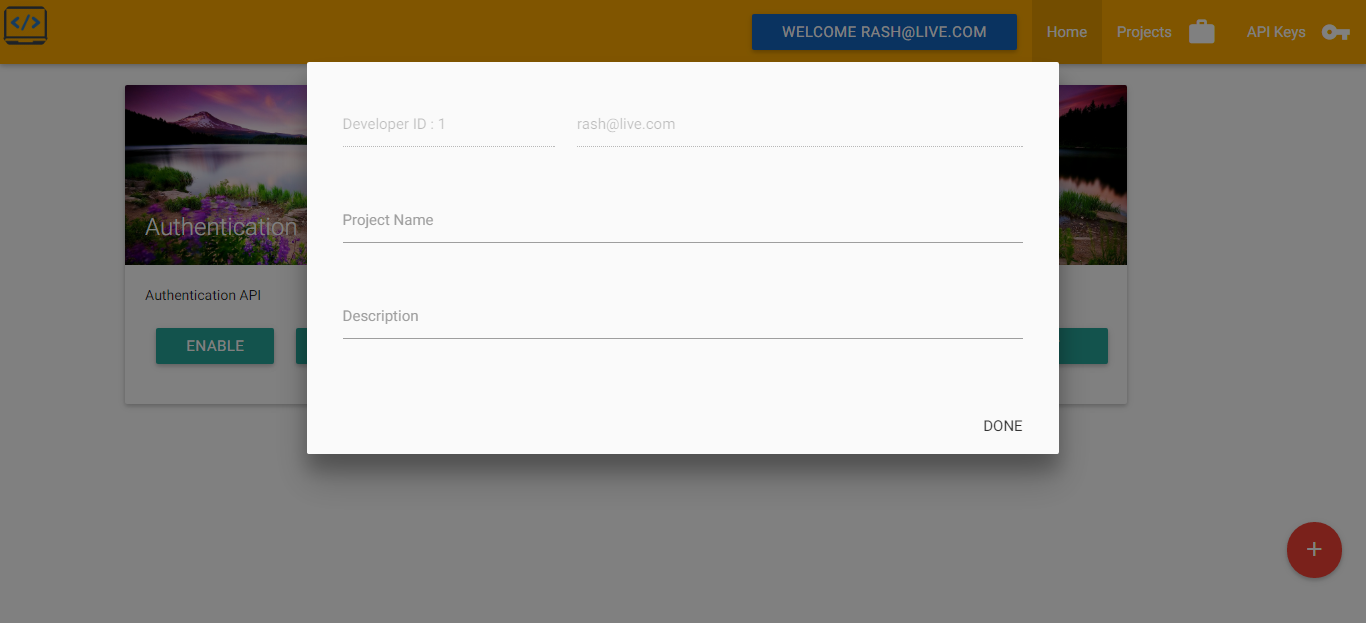 </>
WELCOME RASH@LIVE.COM
Home
Projects
API Keys
Developer ID : 1
rash@live.com
Project Name
Description
DONE
Authentication
Authentication API
ENABLE
+